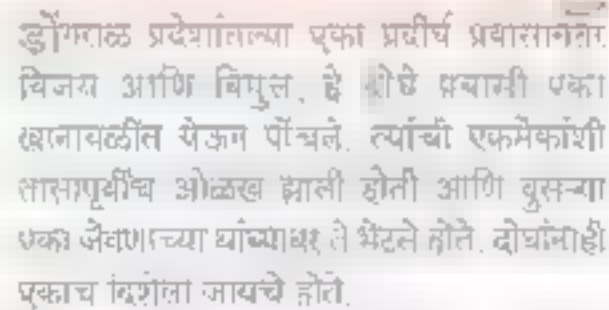 डोंगराळ प्रदेशांतल्या एका प्रदीर्घ प्रवासानंतर
विजय आणि विपुल, हे दोघे प्रवासी एका
खानावळींत येऊन पोंचले. त्यांची एकमेकांशी
तासापूर्वीच ओळख झाली होती आणि दुसऱ्या
एका जेवणाच्या थांब्यावर ते भेटले होते. दोघांनाही
एकाच दिशेला जायचे होते.